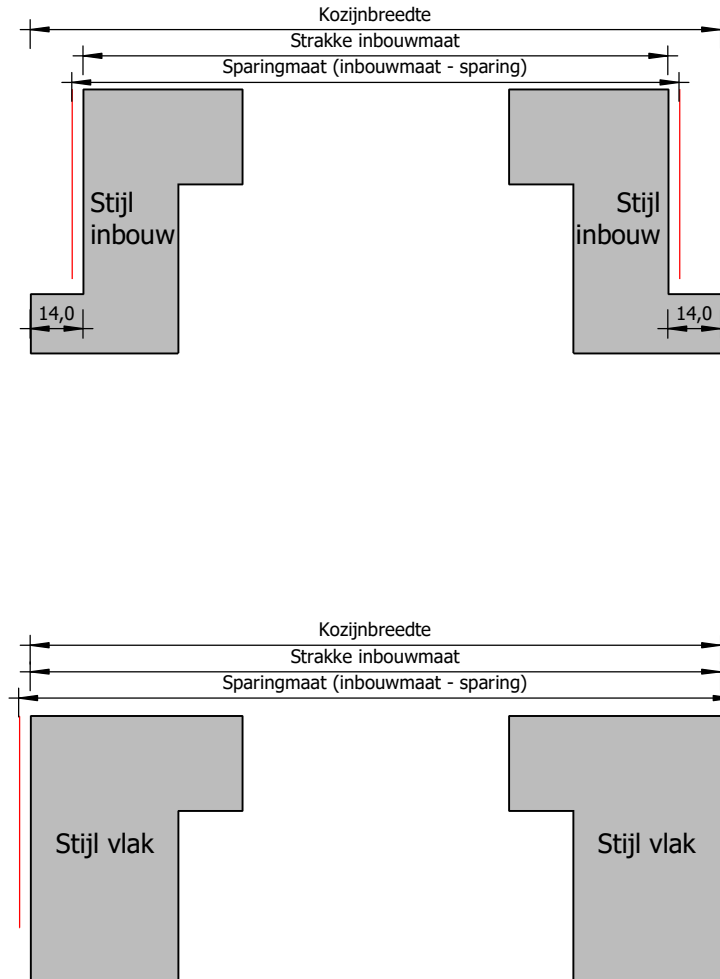 Kozijnbreedte
Strakke inbouwmaat
Sparingmaat (inbouwmaat - sparing)
Stijl
inbouw
Stijl
inbouw
14,0
14,0
Kozijnbreedte
Strakke inbouwmaat
Sparingmaat (inbouwmaat - sparing)
Stijl vlak
Stijl vlak